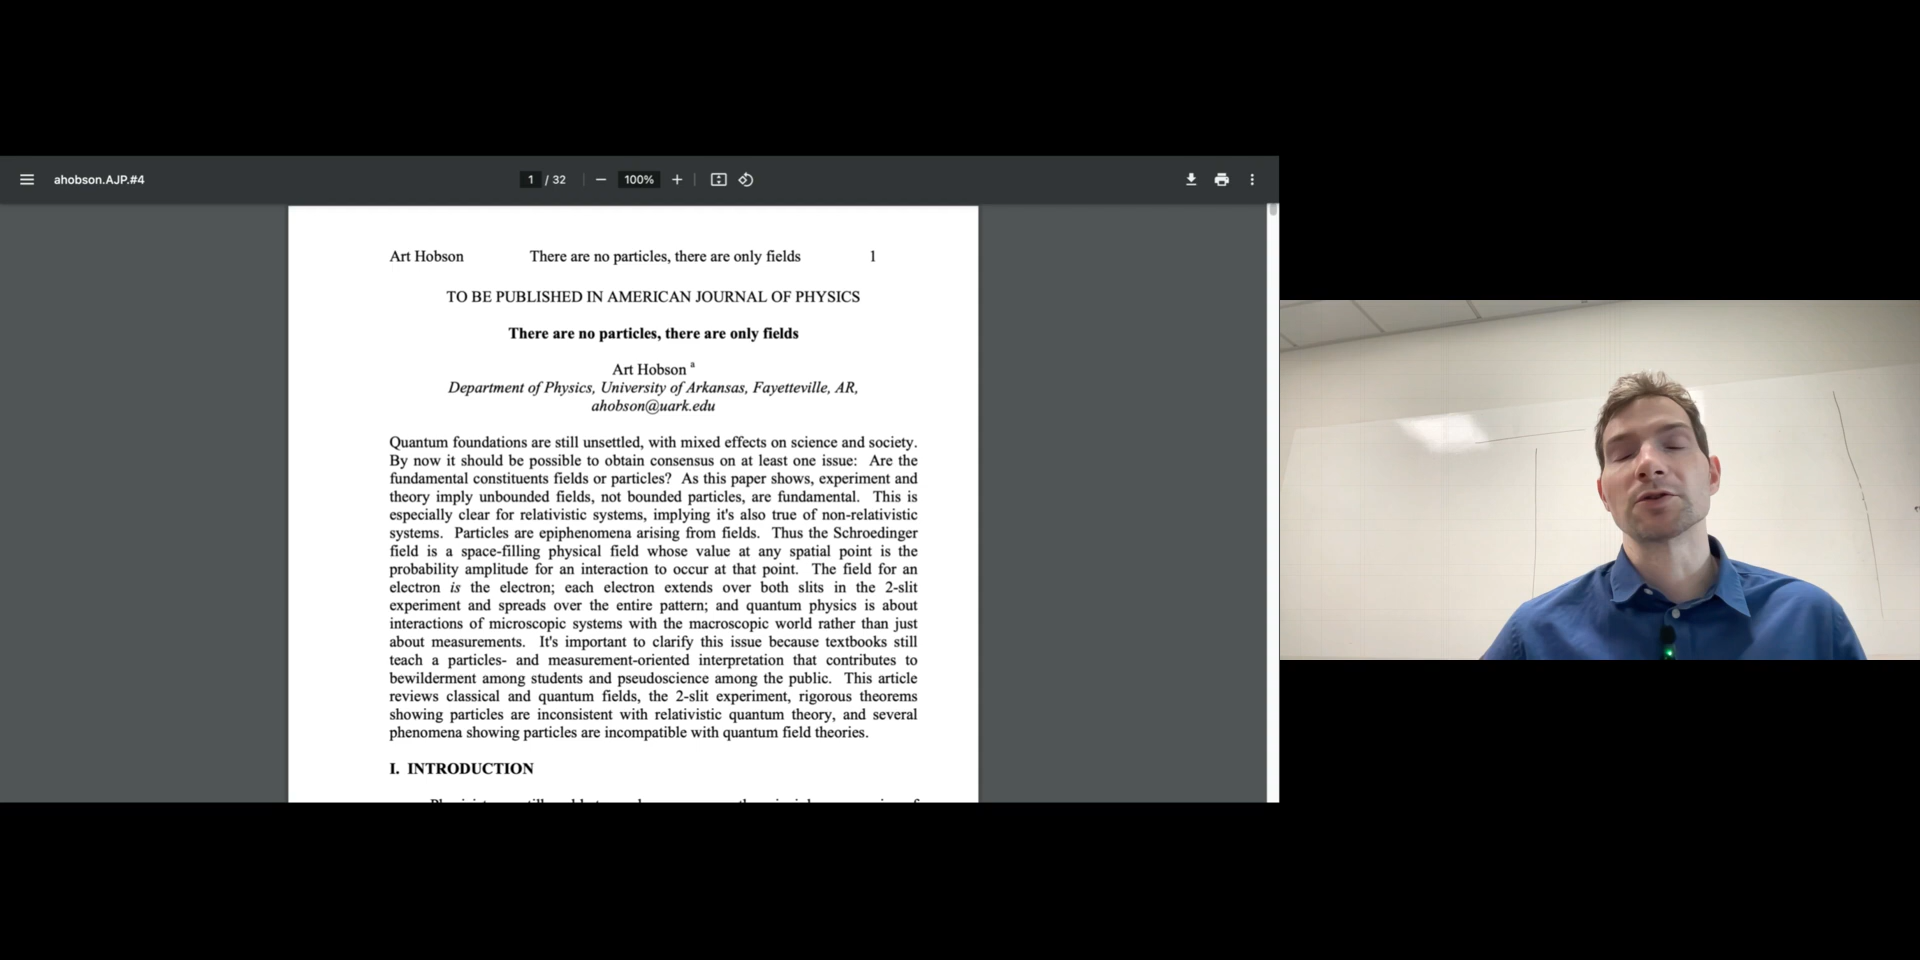 ahobson.AJP.#4
1 / 32
100%
Art Hobson There are no particles, there are only fields 1
TO BE PUBLISHED IN AMERICAN JOURNAL OF PHYSICS
There are no particles, there are only fields
Art Hobson a
Department of Physics, University of Arkansas, Fayetteville, AR,
ahobson@uark.edu
Quantum foundations are still unsettled, with mixed effects on science and society.
By now it should be possible to obtain consensus on at least one issue: Are the
fundamental constituents fields or particles? As this paper shows, experiment and
theory imply unbounded fields, not bounded particles, are fundamental. This is
especially clear for relativistic systems, implying it's also true of non-relativistic
systems. Particles are epiphenomena arising from fields. Thus the Schroedinger
field is a space-filling physical field whose value at any spatial point is the
probability amplitude for an interaction to occur at that point. The field for an
electron is the electron; each electron extends over both slits in the 2-slit
experiment and spreads over the entire pattern; and quantum physics is about
interactions of microscopic systems with the macroscopic world rather than just
about measurements. It's important to clarify this issue because textbooks still
teach a particles- and measurement-oriented interpretation that contributes to
bewilderment among students and pseudoscience among the public. This article
reviews classical and quantum fields, the 2-slit experiment, rigorous theorems
showing particles are inconsistent with relativistic quantum theory, and several
phenomena showing particles are incompatible with quantum field theories.
I. INTRODUCTION